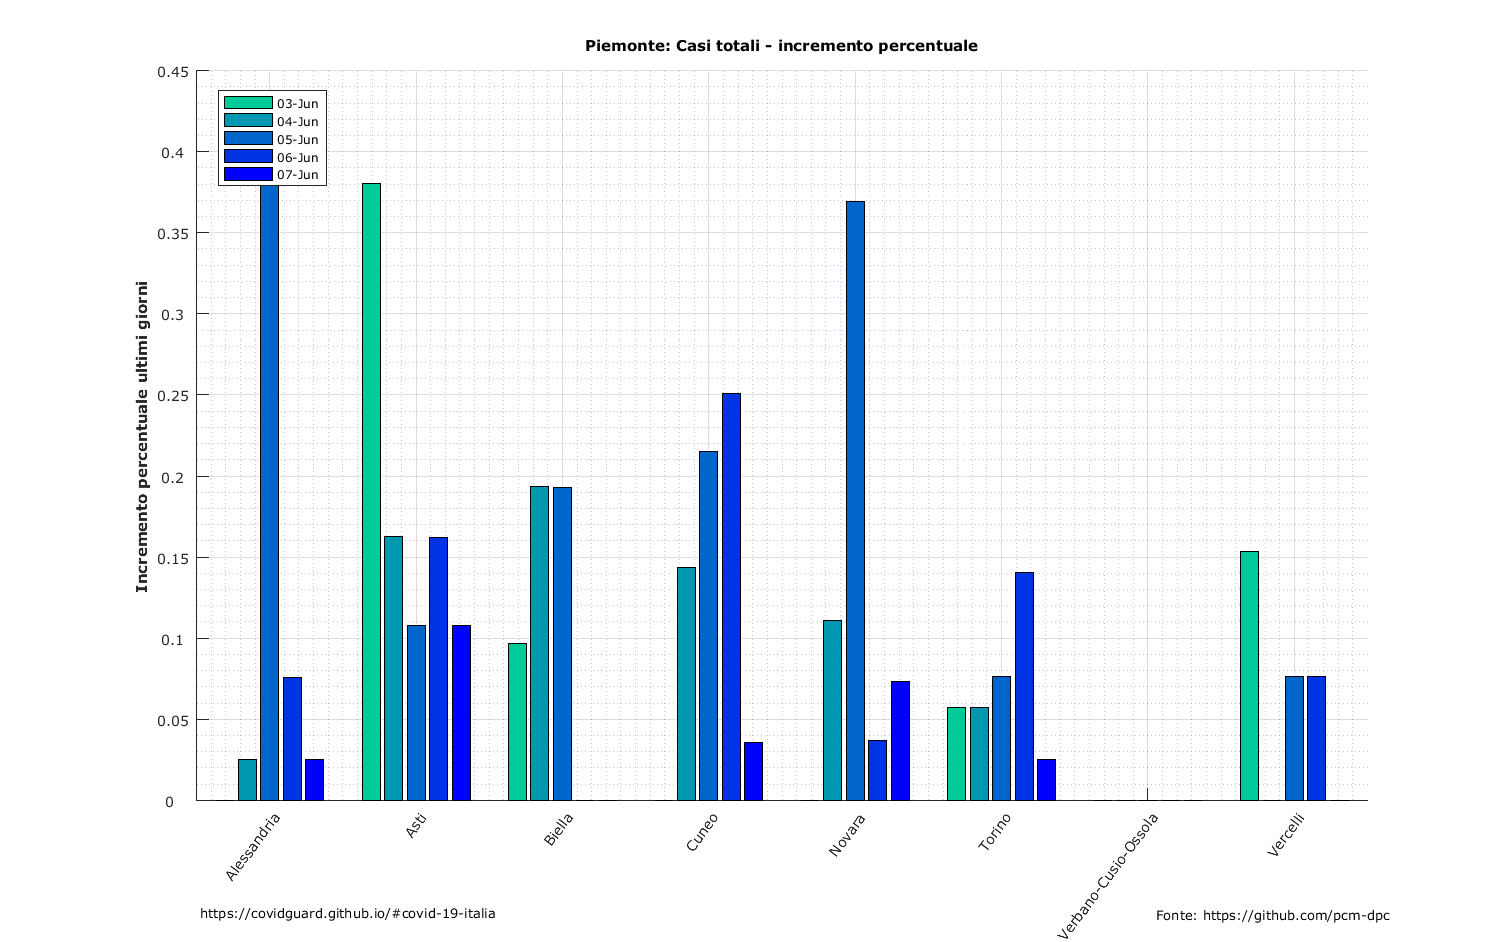 Piemonte: Casi totali - incremento percentuale
Incremento percentuale ultimi giorni
0.45
0.4
0.35
0.3
0.25
0.2
0.15
0.1
0.05
0
03-Jun
04-Jun
05-Jun
06-Jun
07-Jun
Alessandria
Asti
Biella
Cuneo
Novara
Torino
Verbano-Cusio-Ossola
Vercelli
https://covidguard.github.io/#covid-19-italia
Fonte: https://github.com/pcm-dpc